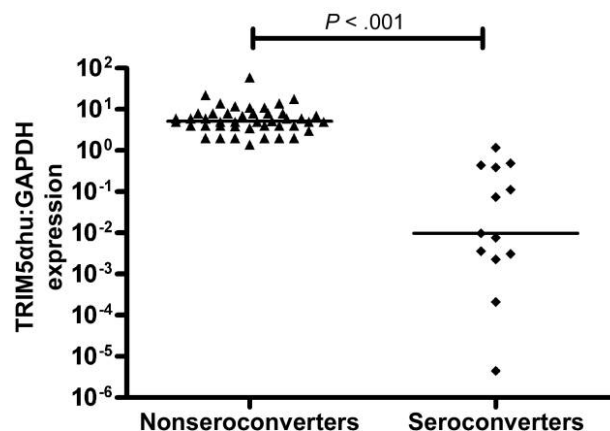 P < .001
TRIM5αhu:GAPDH
expression
10²
10¹
10⁰
10⁻¹
10⁻²
10⁻³
10⁻⁴
10⁻⁵
10⁻⁶
Nonseroconverters
Seroconverters